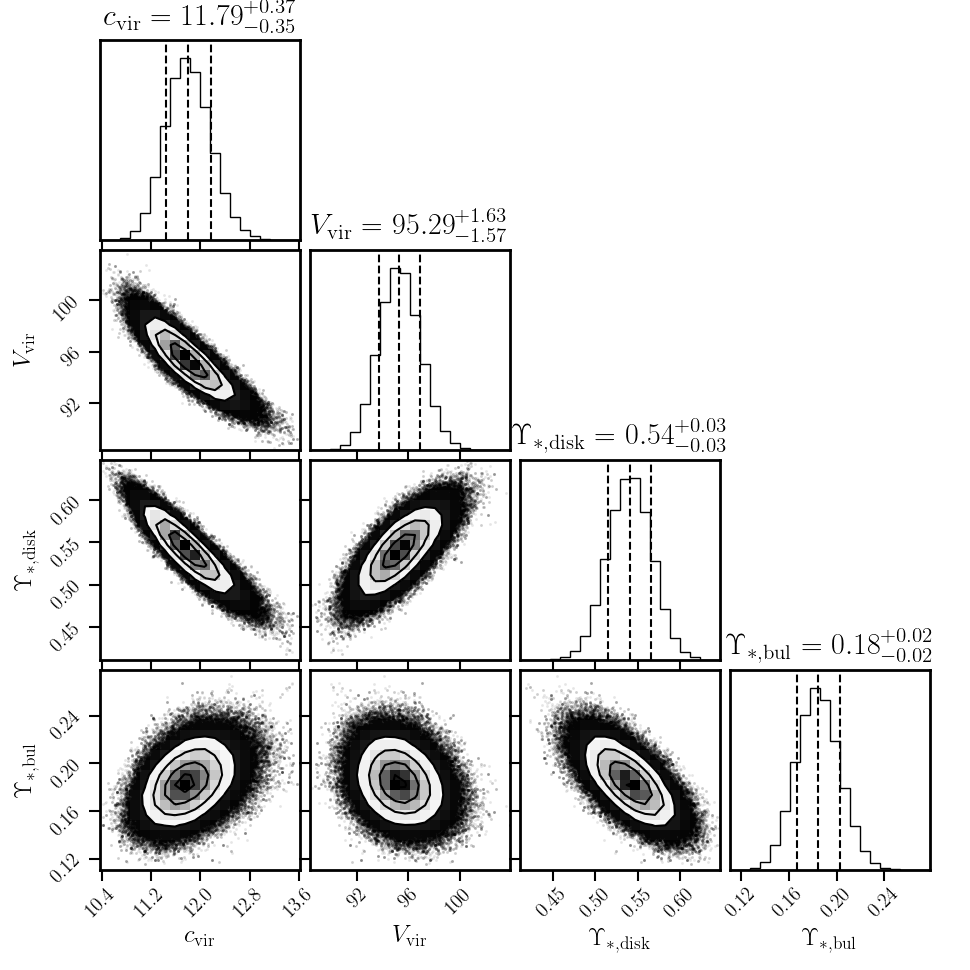 c_vir = 11.79^{+0.37}_{-0.35}
V_vir = 95.29^{+1.63}_{-1.57}
100
96
92
V_vir
Υ_{*,disk} = 0.54^{+0.03}_{-0.03}
0.60
0.55
0.50
0.45
Υ_{*,disk}
Υ_{*,bul} = 0.18^{+0.02}_{-0.02}
0.24
0.20
0.16
0.12
Υ_{*,bul}
10.4 11.2 12.0 12.8 13.6
92 96 100
0.45 0.50 0.55 0.60
0.12 0.16 0.20 0.24
c_vir
V_vir
Υ_{*,disk}
Υ_{*,bul}